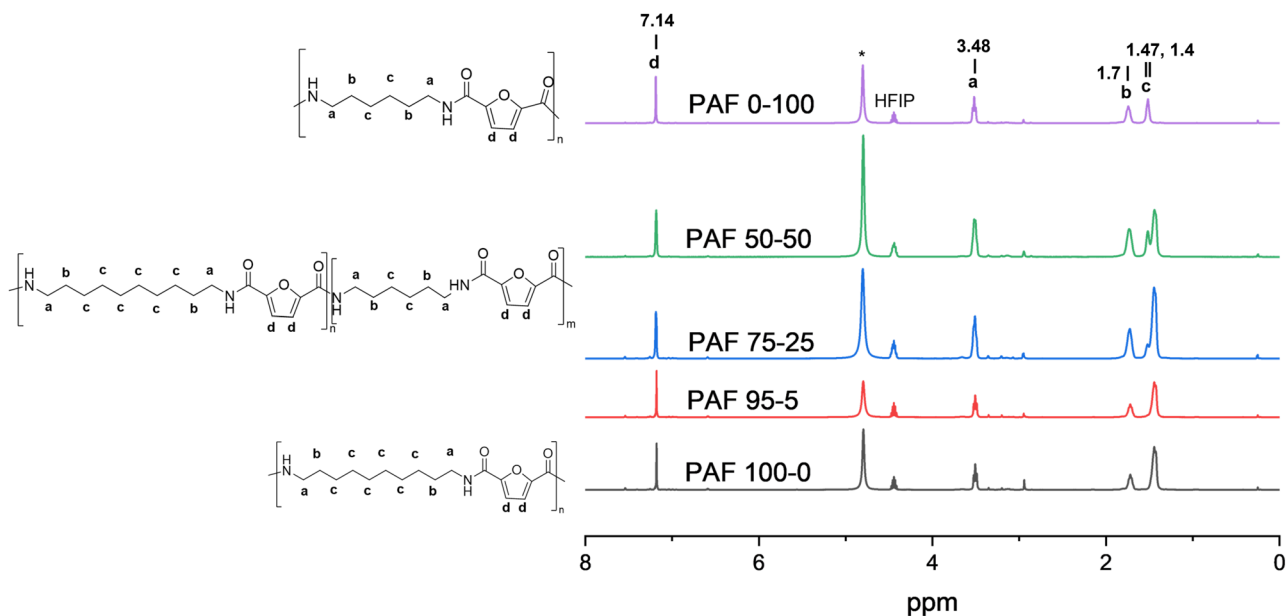 7.14
d
*
HFIP
3.48
a
1.7
b
1.47, 1.4
c
PAF 0-100
PAF 50-50
PAF 75-25
PAF 95-5
PAF 100-0
8
6
4
2
0
ppm
H
N
b
c
a
O
N
H
O
O
n
a
c
b
d
d
H
N
b
c
c
c
a
O
N
H
O
O
n
a
c
c
c
b
d
d
N
H
a
c
b
H
N
O
O
O
m
b
c
a
d
d
H
N
b
c
c
c
a
O
N
H
O
O
n
a
c
c
c
b
d
d